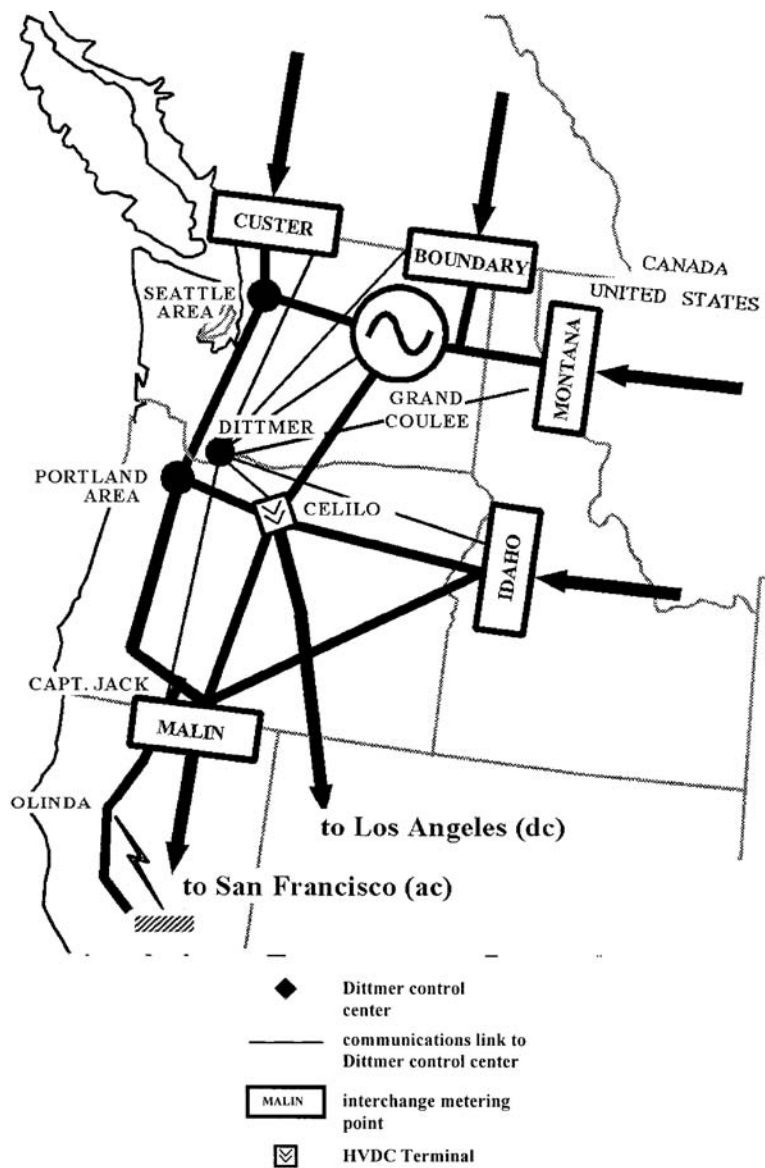 CUSTER
BOUNDARY
CANADA
UNITED STATES
SEATTLE
AREA
MONTANA
GRAND
COULEE
DITTMER
PORTLAND
AREA
CELILO
IDAHO
CAPT. JACK
MALIN
OLINDA
to Los Angeles (dc)
to San Francisco (ac)
Dittmer control
center
communications link to
Dittmer control center
MALIN
interchange metering
point
HVDC Terminal